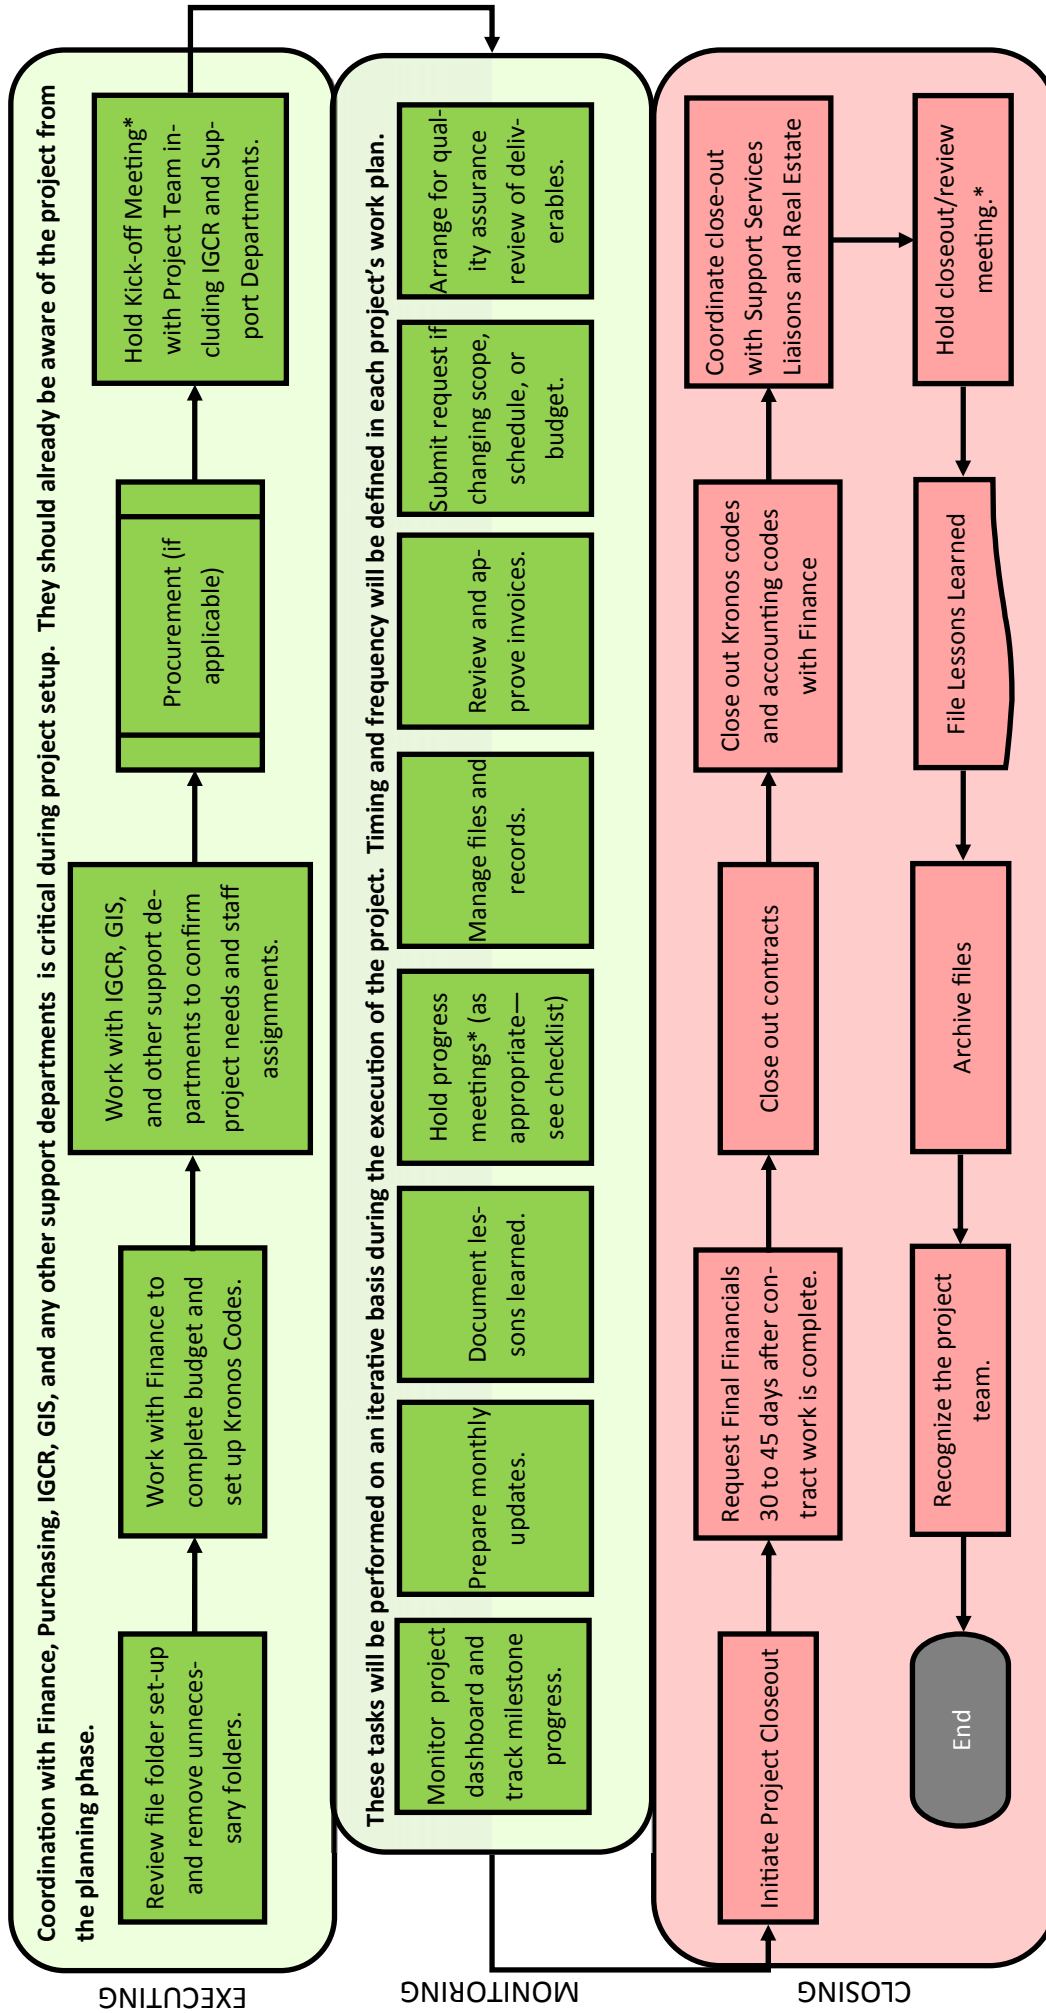 EXECUTING
Coordination with Finance, Purchasing, IGCR, GIS, and any other support departments is critical during project setup. They should already be aware of the project from
the planning phase.
Review file folder set-up
and remove unneces-
sary folders.
Work with Finance to
complete budget and
set up Kronos Codes.
Work with IGCR, GIS,
and other support de-
partments to confirm
project needs and staff
assignments.
Procurement (if
applicable)
Hold Kick-off Meeting*
with Project Team in-
cluding IGCR and Sup-
port Departments.
MONITORING
These tasks will be performed on an iterative basis during the execution of the project. Timing and frequency will be defined in each project's work plan.
Monitor project
dashboard and
track milestone
progress.
Prepare monthly
updates.
Document les-
sons learned.
Hold progress
meetings* (as
appropriate—
see checklist)
Manage files and
records.
Review and ap-
prove invoices.
Submit request if
changing scope,
schedule, or
budget.
Arrange for qual-
ity assurance
review of deliv-
erables.
CLOSING
Initiate Project Closeout
Request Final Financials
30 to 45 days after con-
tract work is complete.
Close out contracts
Close out Kronos codes
and accounting codes
with Finance
Coordinate close-out
with Support Services
Liaisons and Real Estate
Hold closeout/review
meeting.*
File Lessons Learned
Archive files
Recognize the project
team.
End